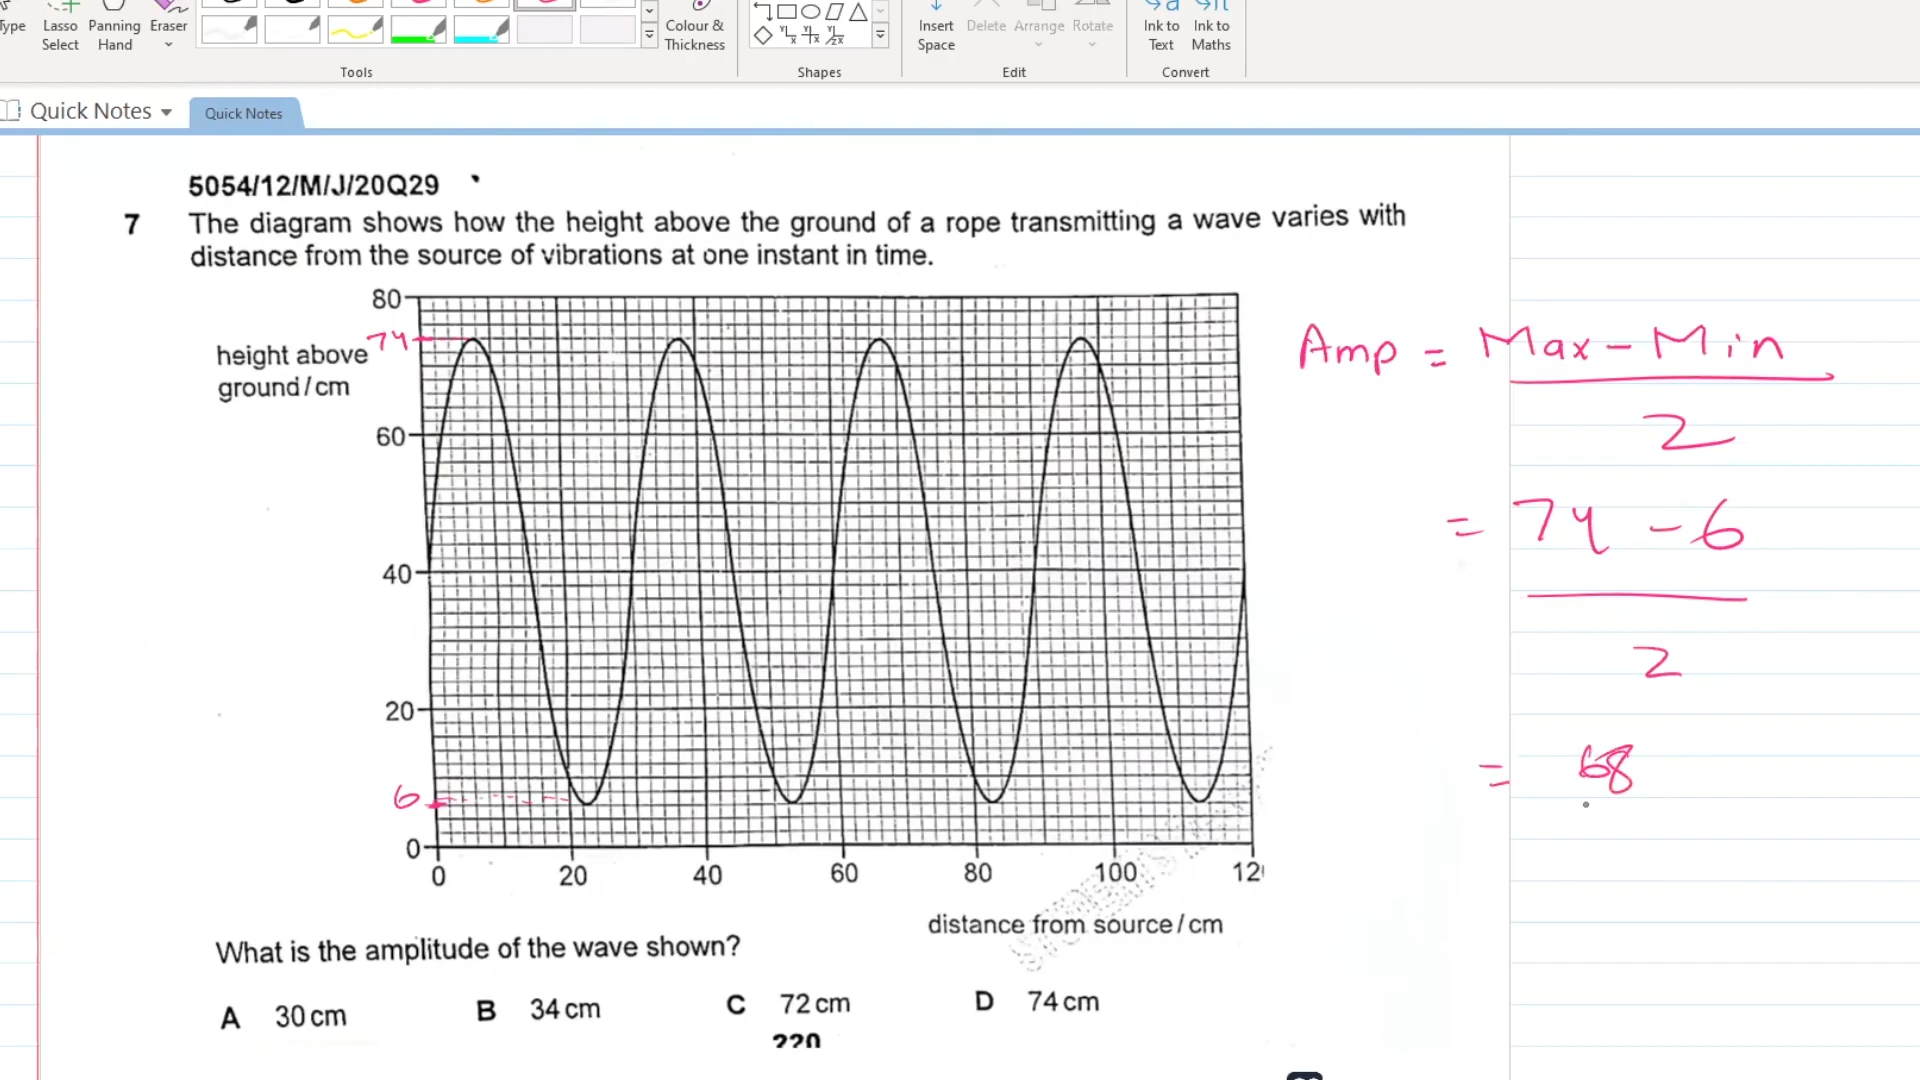 Type
Lasso Select
Panning Hand
Eraser
Colour & Thickness
Insert Space
Delete
Arrange
Rotate
Ink to Text
Ink to Maths
Tools
Shapes
Edit
Convert
Quick Notes
Quick Notes
5054/12/M/J/20Q29
7 The diagram shows how the height above the ground of a rope transmitting a wave varies with
distance from the source of vibrations at one instant in time.
80
74
height above
ground/cm
60
40
20
6
0
0 20 40 60 80 100 12
distance from source/cm
Amp = Max - Min
2
= 74 - 6
2
= 68
What is the amplitude of the wave shown?
A 30 cm B 34 cm C 72 cm D 74 cm
220